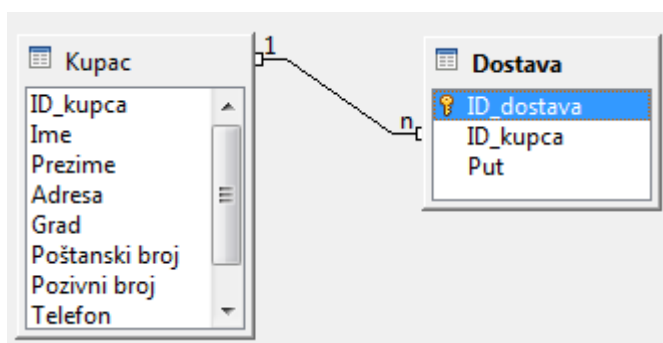 Kupac
ID_kupca
Ime
Prezime
Adresa
Grad
Poštanski broj
Pozivni broj
Telefon
1
n
Dostava
ID_dostava
ID_kupca
Put